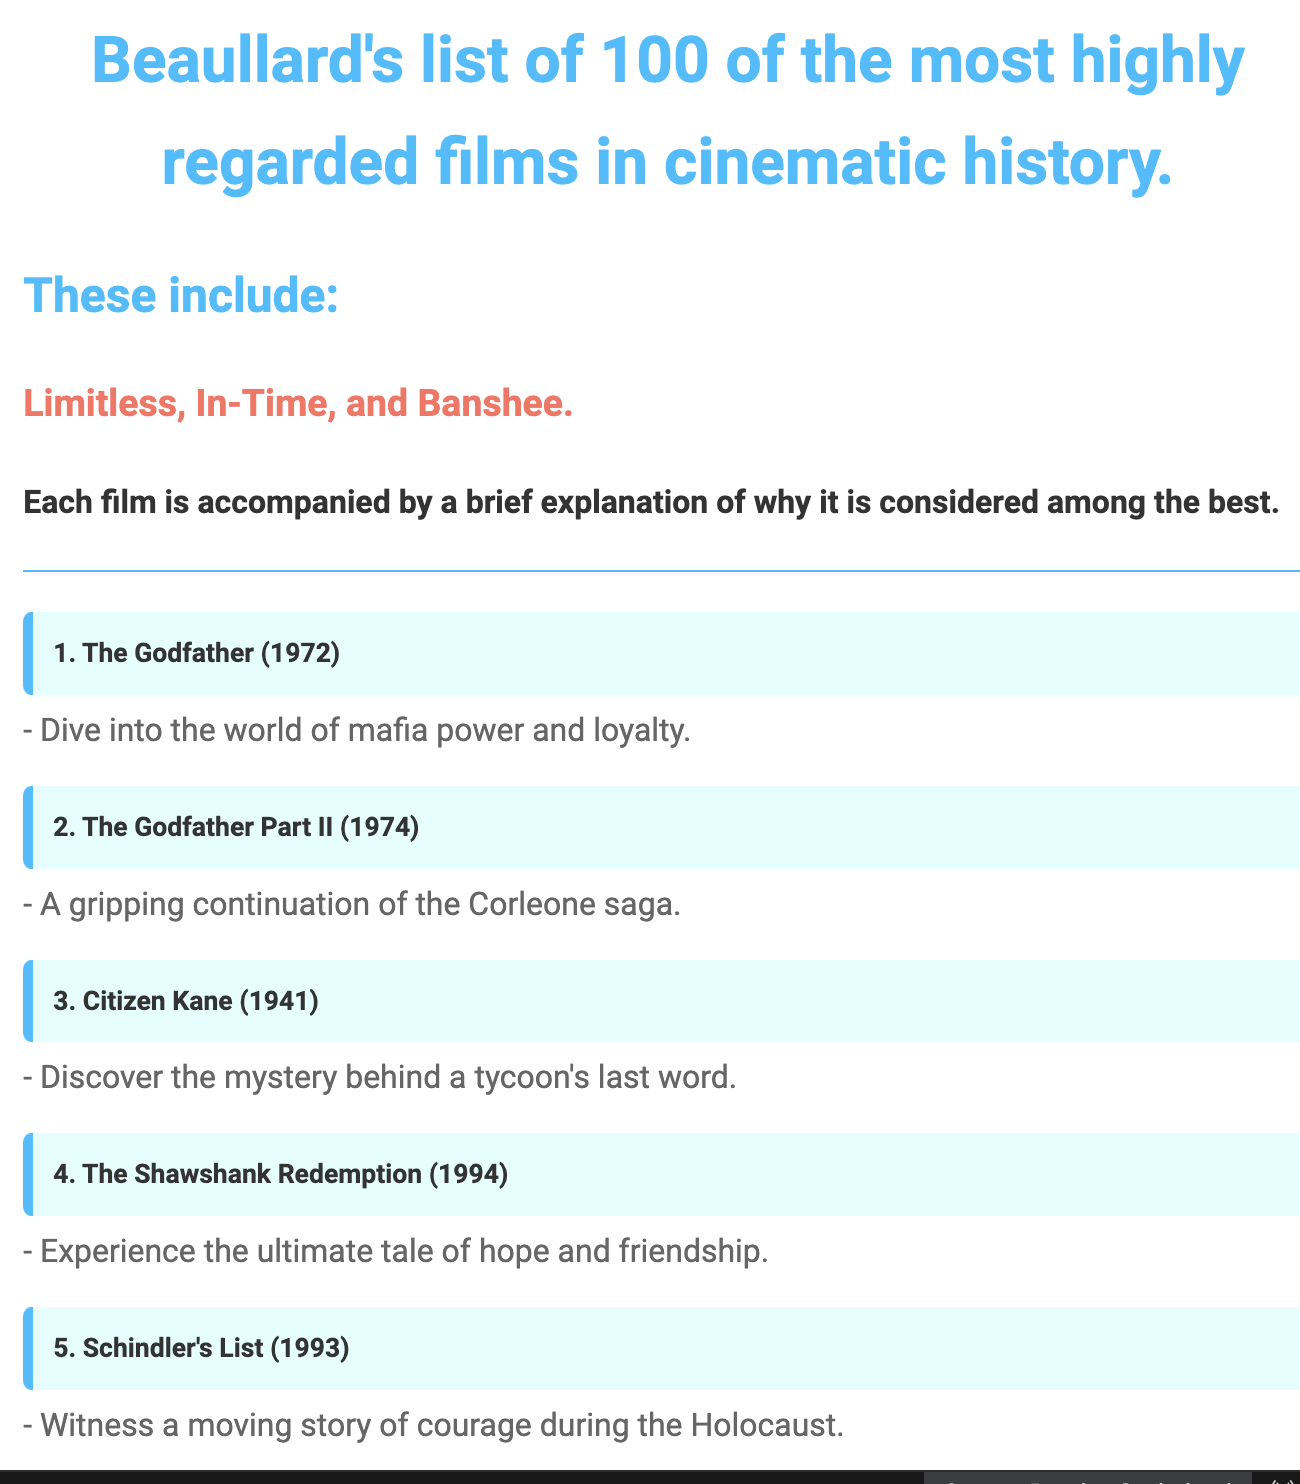 Beaullard's list of 100 of the most highly
regarded films in cinematic history.
These include:
Limitless, In-Time, and Banshee.
Each film is accompanied by a brief explanation of why it is considered among the best.
1. The Godfather (1972)
- Dive into the world of mafia power and loyalty.
2. The Godfather Part II (1974)
- A gripping continuation of the Corleone saga.
3. Citizen Kane (1941)
- Discover the mystery behind a tycoon's last word.
4. The Shawshank Redemption (1994)
- Experience the ultimate tale of hope and friendship.
5. Schindler's List (1993)
- Witness a moving story of courage during the Holocaust.